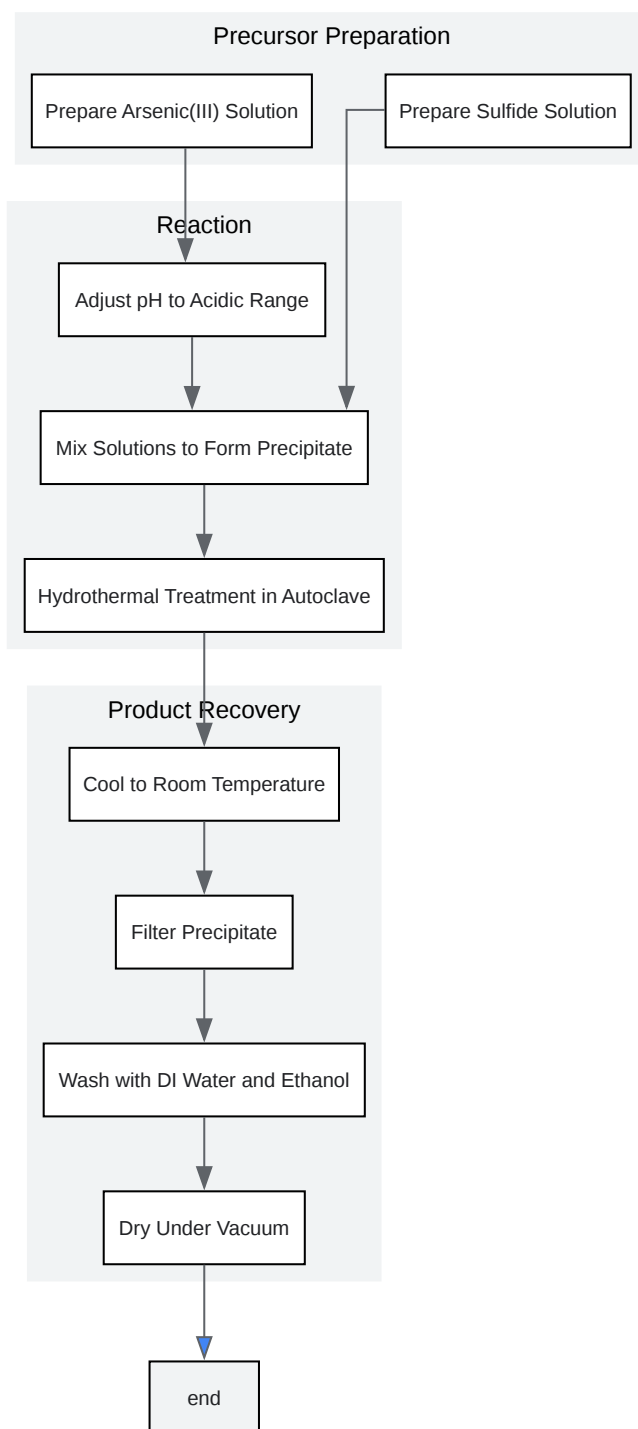 Precursor Preparation
Prepare Arsenic(III) Solution
Prepare Sulfide Solution
Reaction
Adjust pH to Acidic Range
Mix Solutions to Form Precipitate
Hydrothermal Treatment in Autoclave
Product Recovery
Cool to Room Temperature
Filter Precipitate
Wash with DI Water and Ethanol
Dry Under Vacuum
end